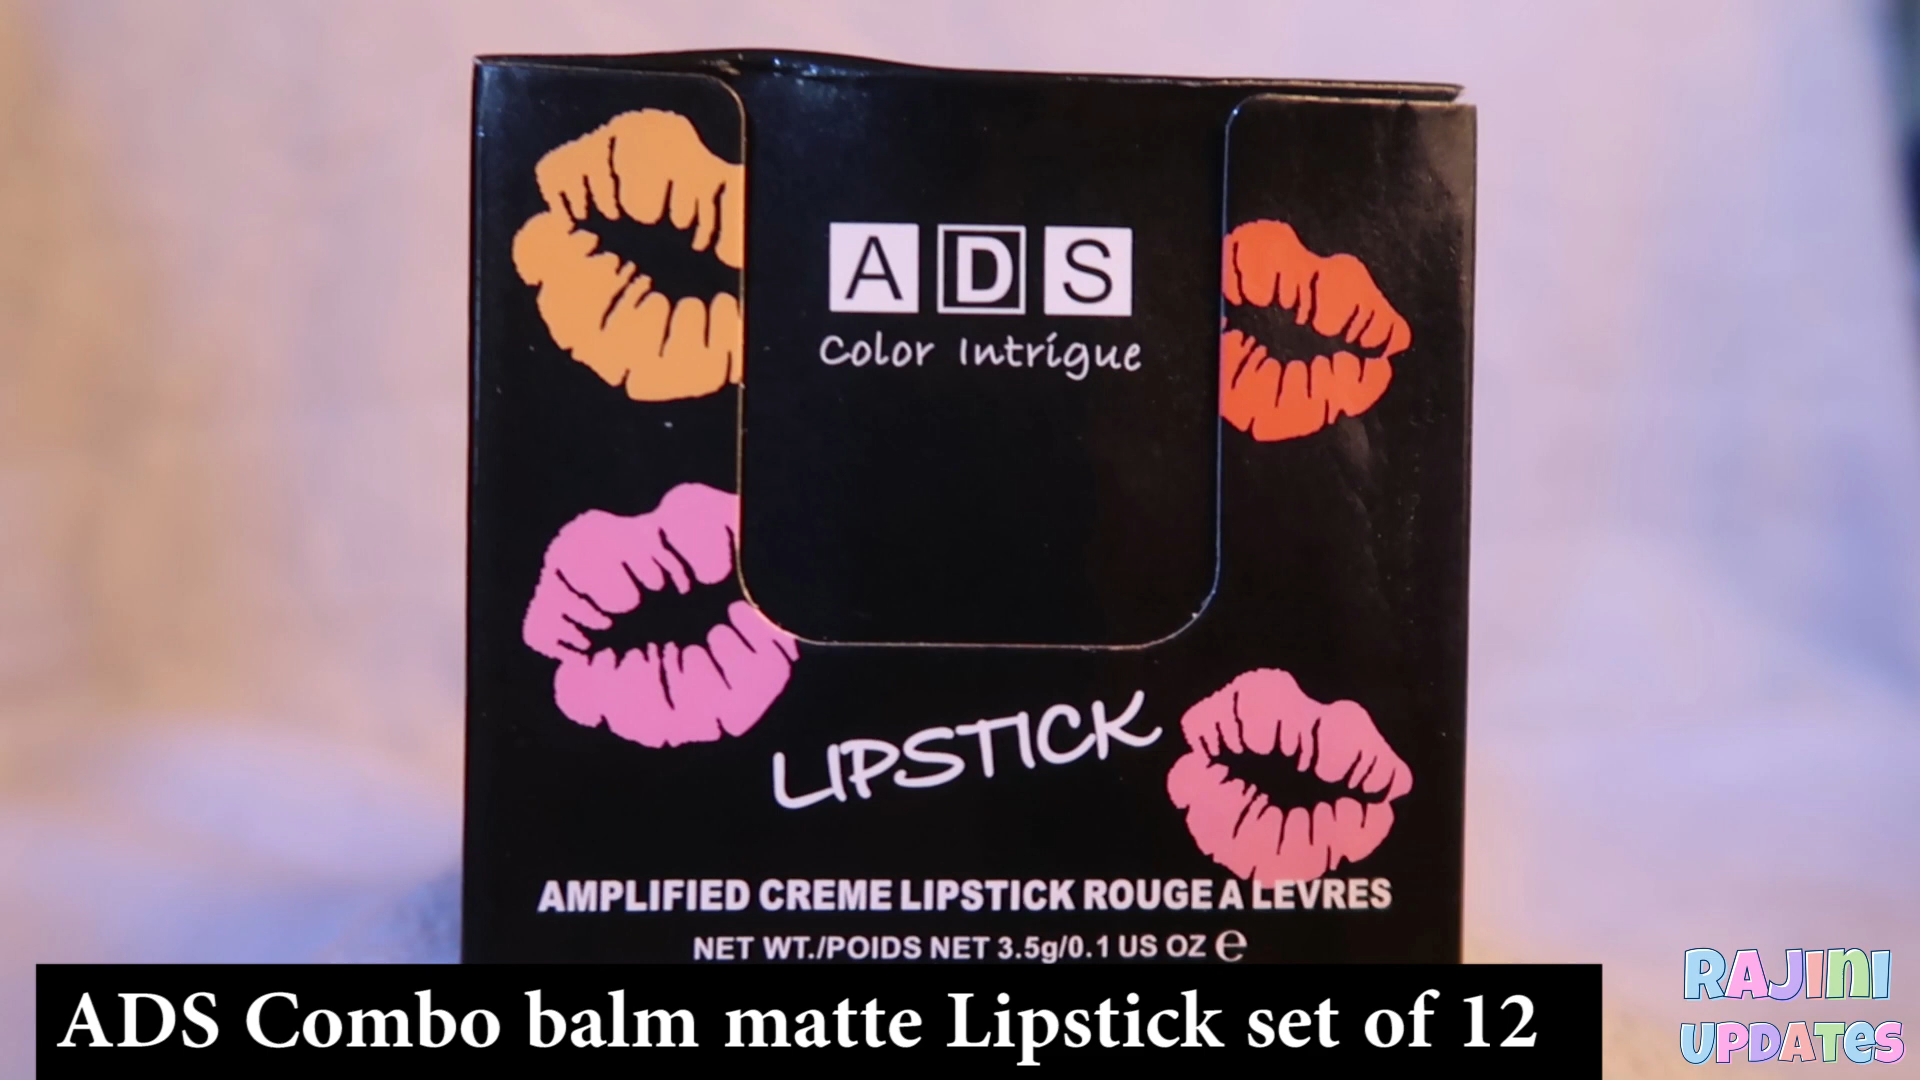 ADS
Color Intrigue
LIPSTICK
AMPLIFIED CREME LIPSTICK ROUGE A LEVRES
NET WT./POIDS NET 3.5g/0.1 US OZ ℮
ADS Combo balm matte Lipstick set of 12
RAJINI
UPDATES